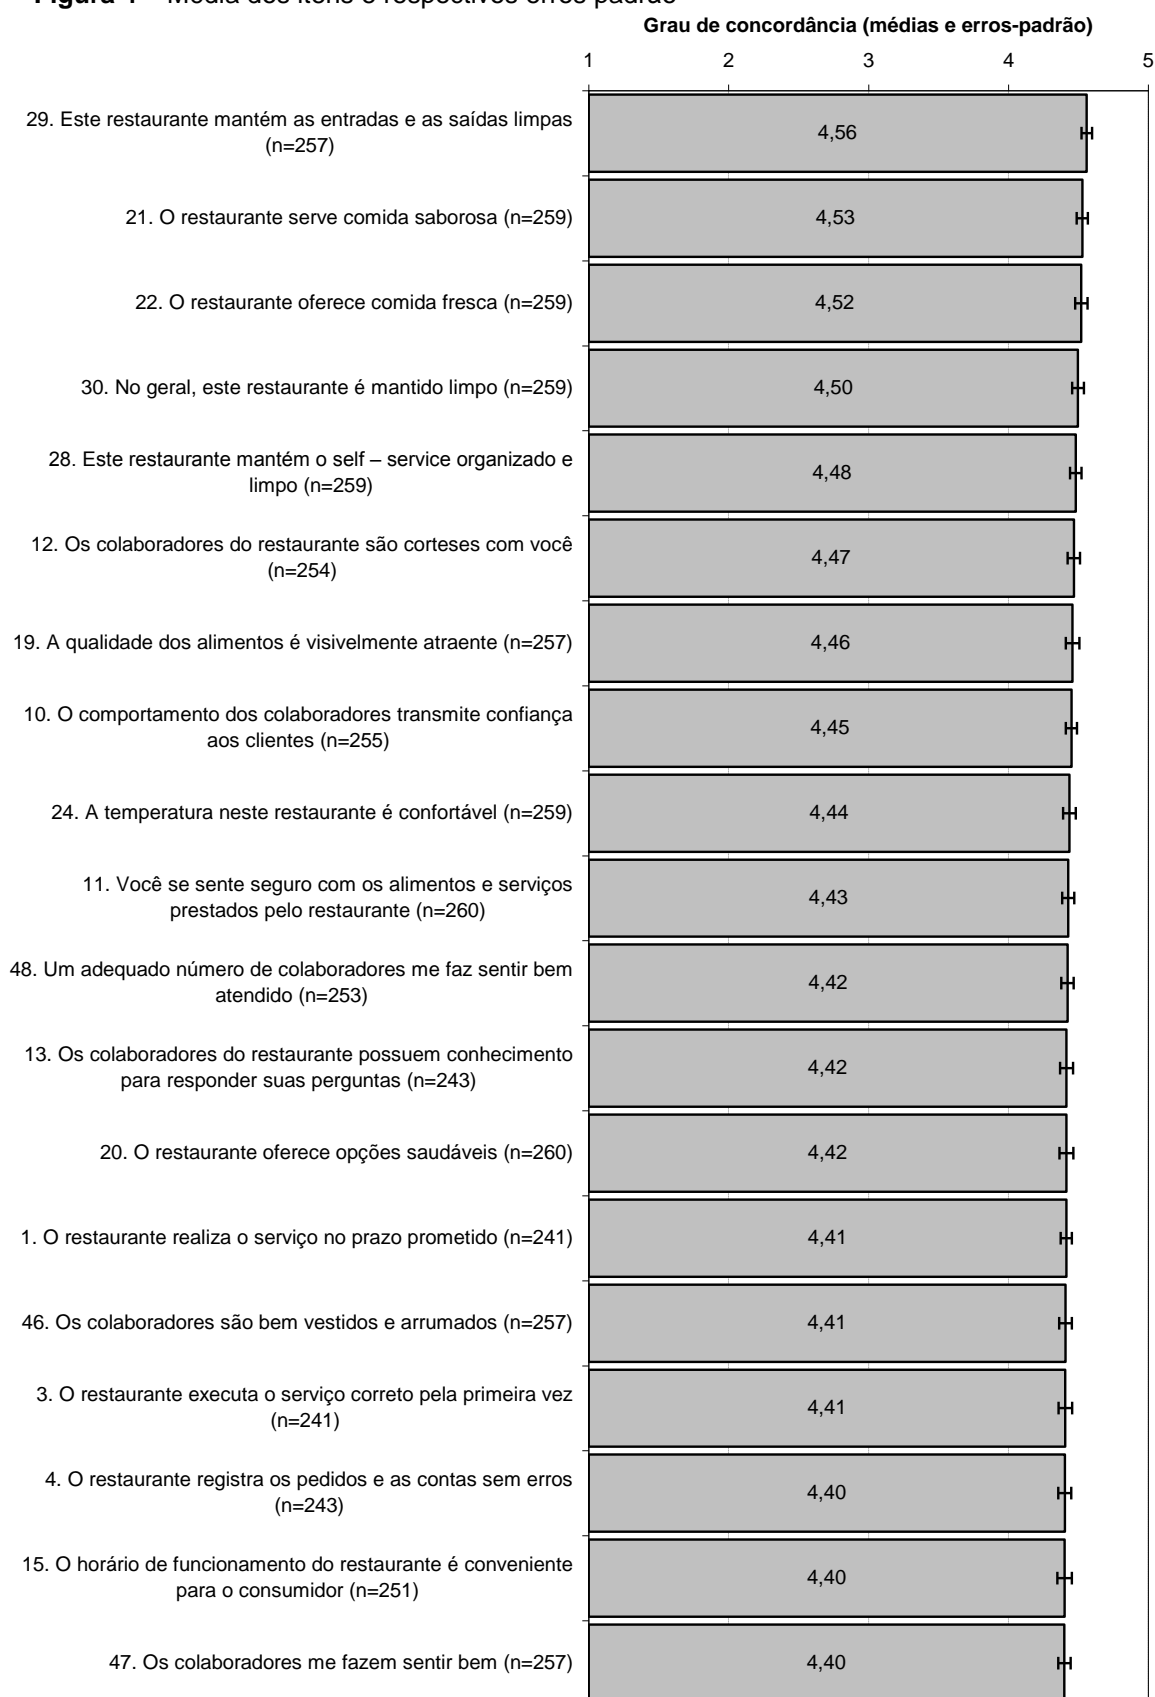 Figura 1 – Média dos itens e respectivos erros padrão
Grau de concordância (médias e erros-padrão)
1 2 3 4 5
29. Este restaurante mantém as entradas e as saídas limpas
(n=257)
4,56
21. O restaurante serve comida saborosa (n=259)
4,53
22. O restaurante oferece comida fresca (n=259)
4,52
30. No geral, este restaurante é mantido limpo (n=259)
4,50
28. Este restaurante mantém o self – service organizado e
limpo (n=259)
4,48
12. Os colaboradores do restaurante são corteses com você
(n=254)
4,47
19. A qualidade dos alimentos é visivelmente atraente (n=257)
4,46
10. O comportamento dos colaboradores transmite confiança
aos clientes (n=255)
4,45
24. A temperatura neste restaurante é confortável (n=259)
4,44
11. Você se sente seguro com os alimentos e serviços
prestados pelo restaurante (n=260)
4,43
48. Um adequado número de colaboradores me faz sentir bem
atendido (n=253)
4,42
13. Os colaboradores do restaurante possuem conhecimento
para responder suas perguntas (n=243)
4,42
20. O restaurante oferece opções saudáveis (n=260)
4,42
1. O restaurante realiza o serviço no prazo prometido (n=241)
4,41
46. Os colaboradores são bem vestidos e arrumados (n=257)
4,41
3. O restaurante executa o serviço correto pela primeira vez
(n=241)
4,41
4. O restaurante registra os pedidos e as contas sem erros
(n=243)
4,40
15. O horário de funcionamento do restaurante é conveniente
para o consumidor (n=251)
4,40
47. Os colaboradores me fazem sentir bem (n=257)
4,40